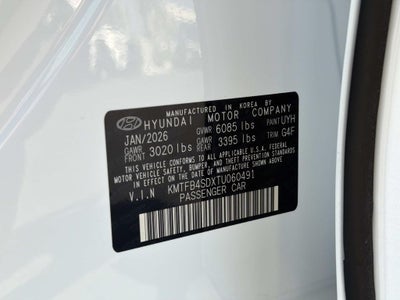 MANUFACTURED IN KOREA BY
HYUNDAI MOTOR COMPANY
JAN/2026 GVWR 6085 lbs PAINT UYH
GAWR FRONT 3020 lbs GAWR REAR 3395 lbs TRIM G4F
THIS VEHICLE CONFORMS TO ALL APPLICABLE
U.S. FEDERAL MOTOR VEHICLE SAFETY, BUMPER, AND
THEFT PREVENTION STANDARDS IN EFFECT ON THE
DATE OF MANUFACTURE SHOWN ABOVE.
V.I.N KMTFB4SDXTU060491
PASSENGER CAR